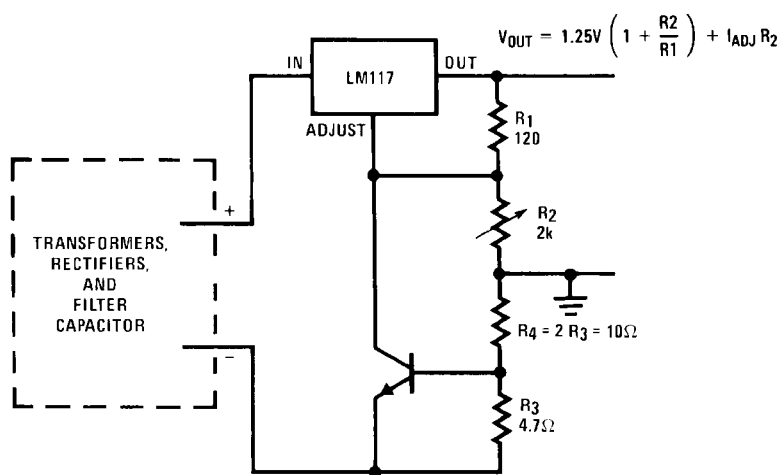 V_OUT = 1.25V (1 + R2/R1) + I_ADJ R2
IN
LM117
OUT
ADJUST
R1
120
R2
2k
TRANSFORMERS,
RECTIFIERS,
AND
FILTER
CAPACITOR
+
−
R4 = 2 R3 = 10Ω
R3
4.7Ω